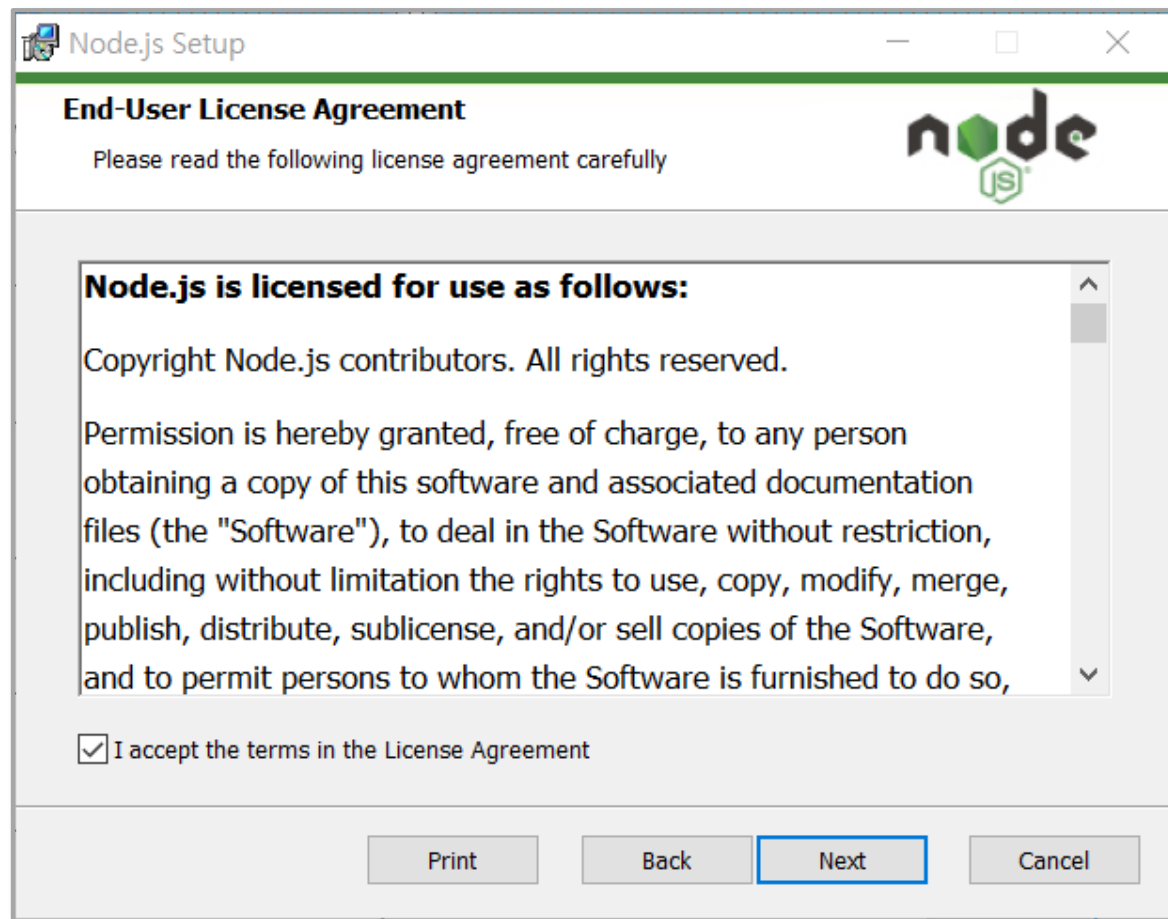 Node.js Setup
End-User License Agreement
Please read the following license agreement carefully
node
JS
Node.js is licensed for use as follows:
Copyright Node.js contributors. All rights reserved.
Permission is hereby granted, free of charge, to any person
obtaining a copy of this software and associated documentation
files (the "Software"), to deal in the Software without restriction,
including without limitation the rights to use, copy, modify, merge,
publish, distribute, sublicense, and/or sell copies of the Software,
and to permit persons to whom the Software is furnished to do so,
I accept the terms in the License Agreement
Print Back Next Cancel